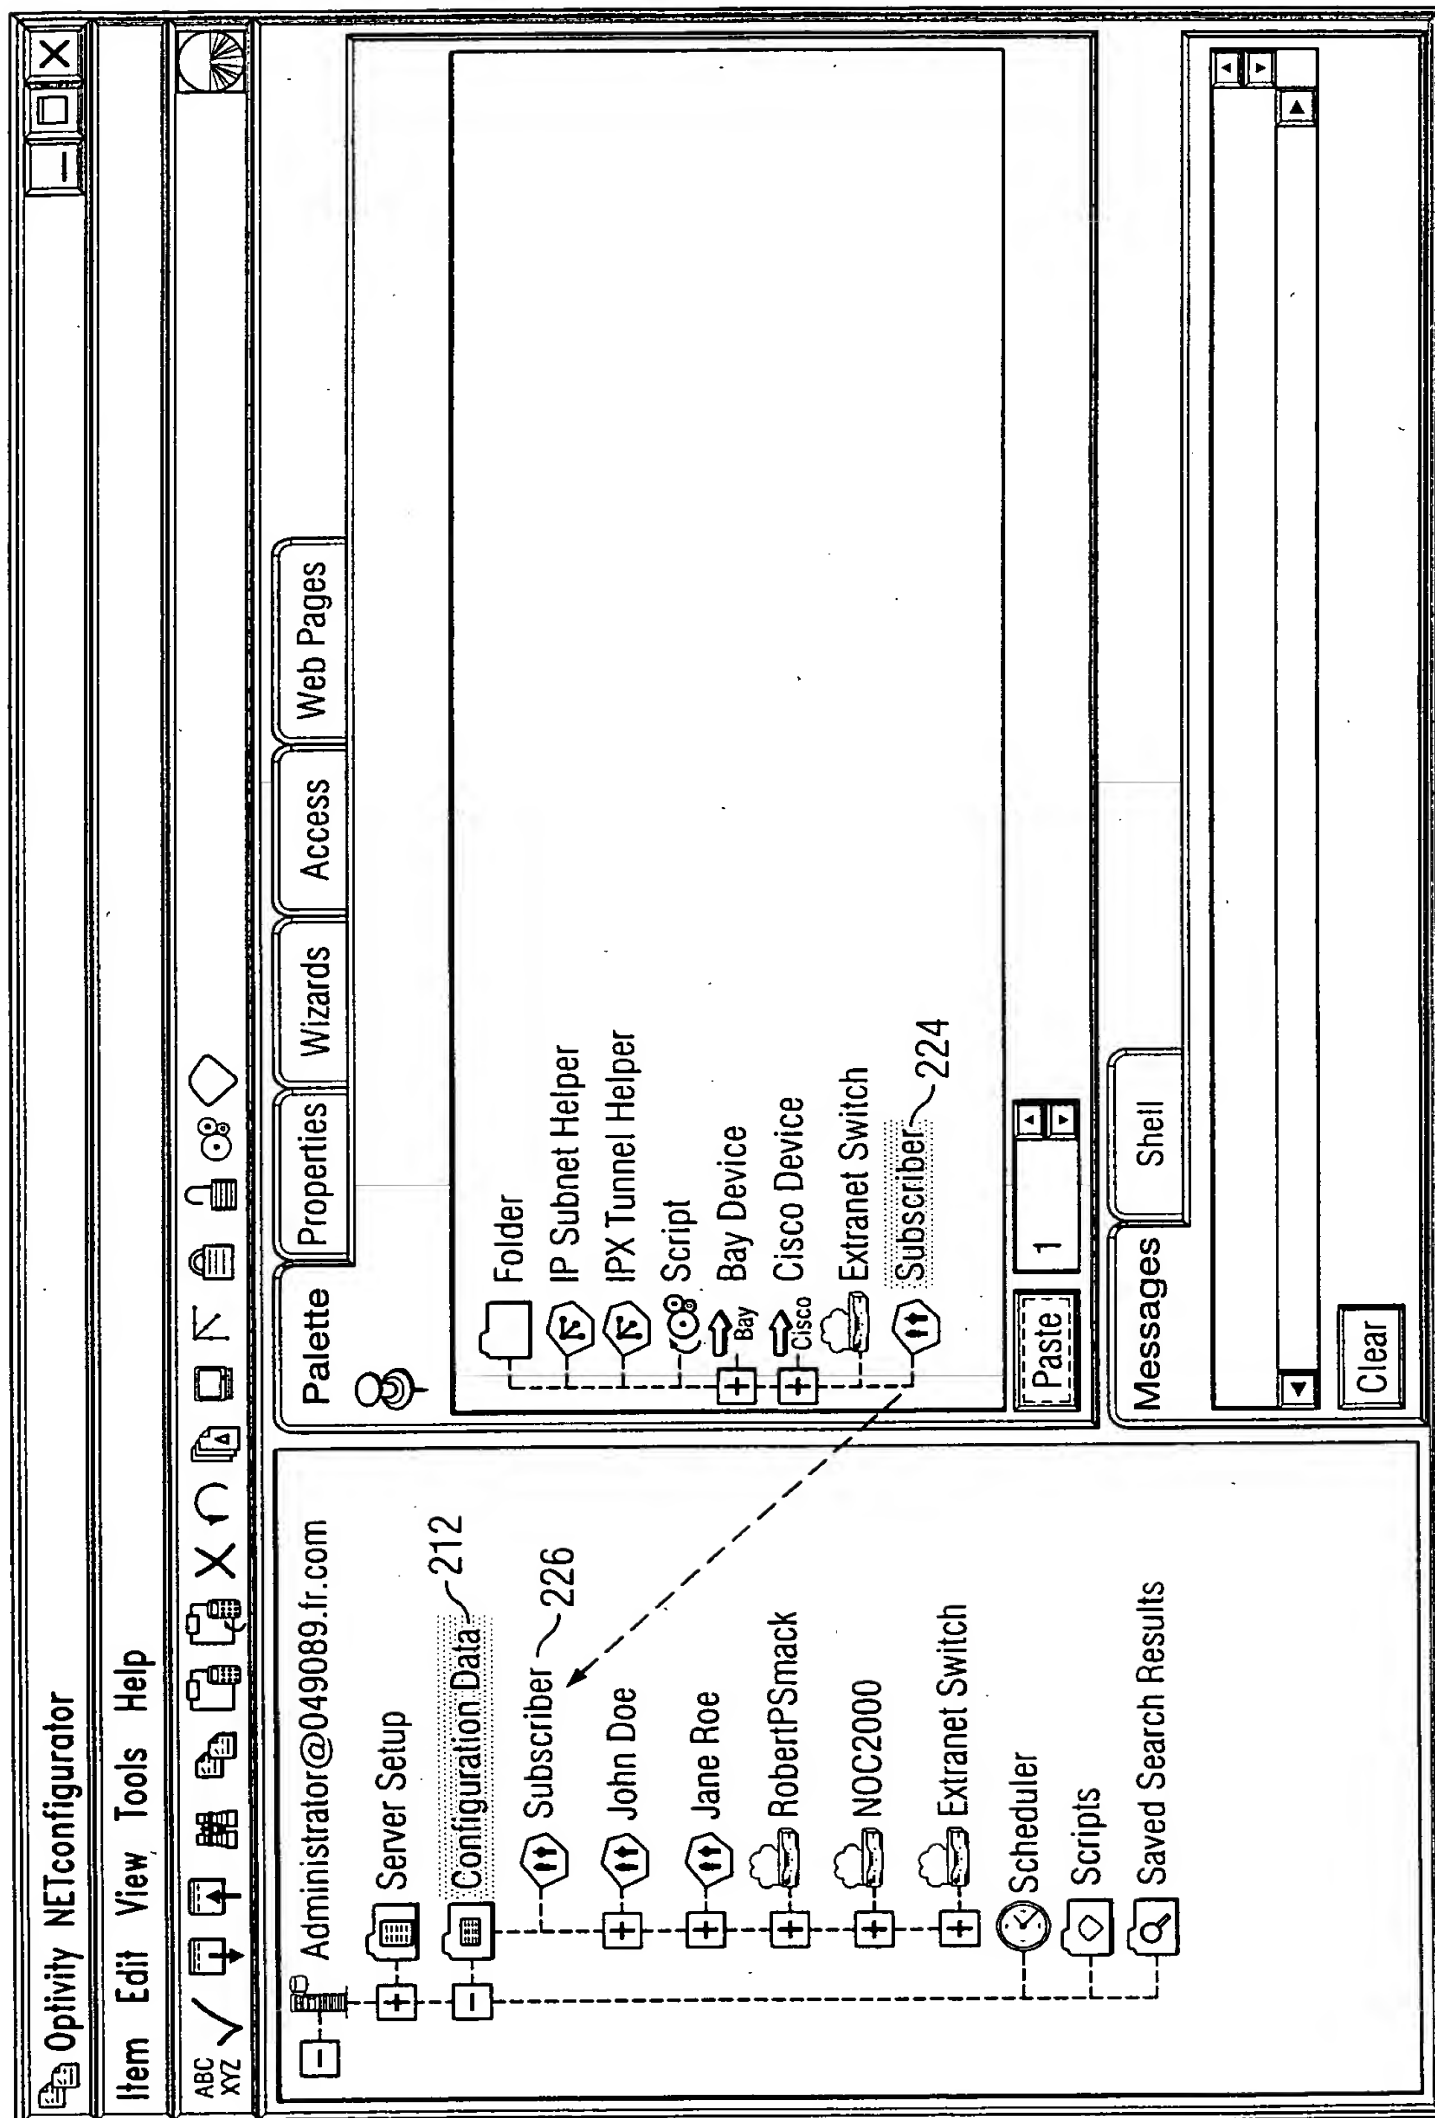 Optivity NETconfigurator
Item Edit View Tools Help
ABC
XYZ
Administrator@049089.fr.com
Server Setup
Configuration Data 212
Subscriber 226
John Doe
Jane Roe
RobertPSmack
NOC2000
Extranet Switch
Scheduler
Scripts
Saved Search Results
Palette Properties Wizards Access Web Pages
Folder
IP Subnet Helper
IPX Tunnel Helper
Script
Bay Bay Device
Cisco Cisco Device
Extranet Switch
Subscriber 224
Paste 1
Messages Shell
Clear